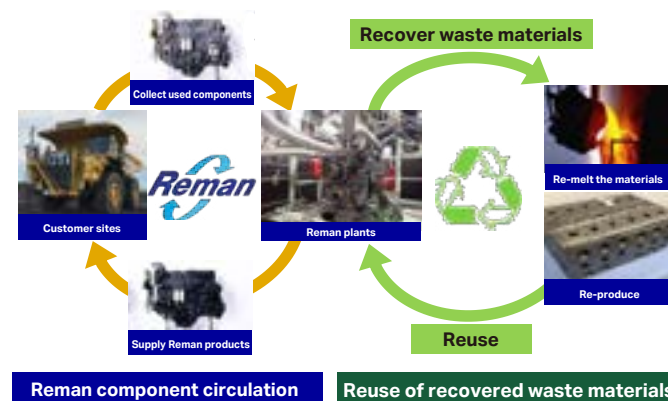 Recover waste materials
Collect used components
Reman
Customer sites
Reman plants
Re-melt the materials
Re-produce
Supply Reman products
Reuse
Reman component circulation
Reuse of recovered waste materials